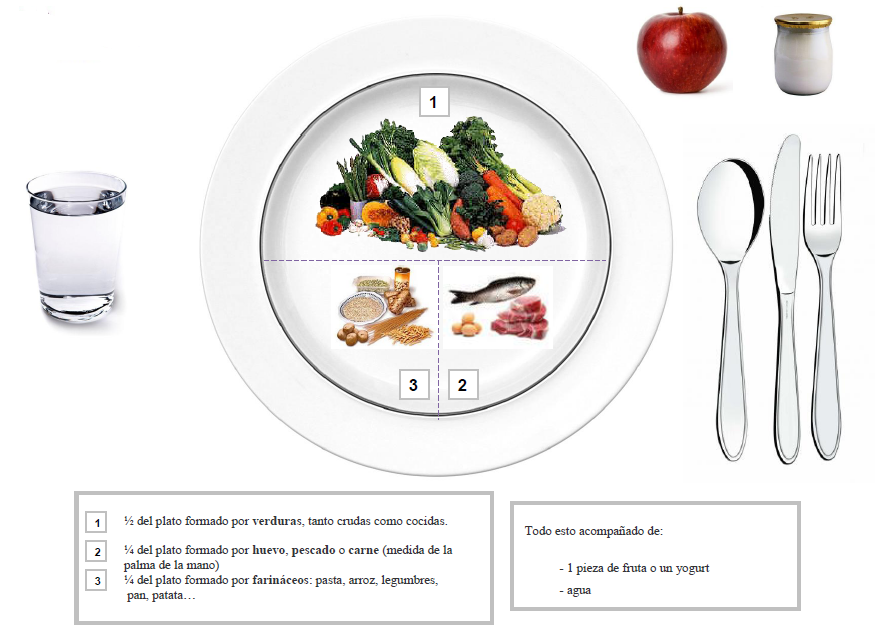 1
3
2
1 ½ del plato formado por verduras, tanto crudas como cocidas.
2 ¼ del plato formado por huevo, pescado o carne (medida de la
palma de la mano)
3 ¼ del plato formado por farináceos: pasta, arroz, legumbres,
pan, patata…
Todo esto acompañado de:
- 1 pieza de fruta o un yogurt
- agua